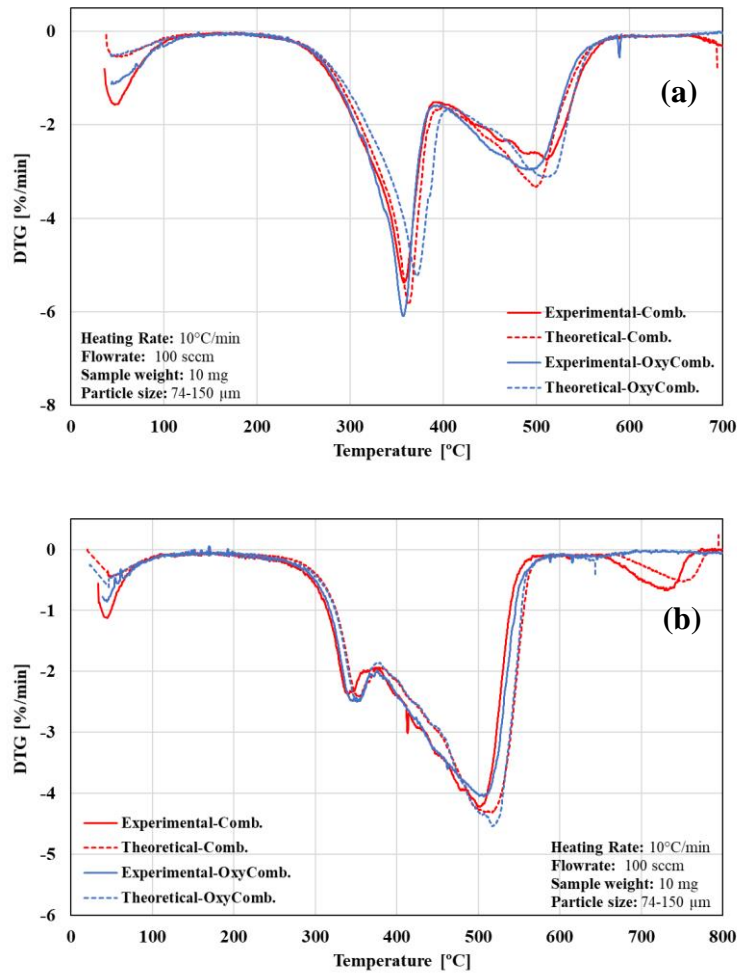 0
-2
-4
-6
-8
DTG [%/min]
(a)
Experimental-Comb.
Theoretical-Comb.
Experimental-OxyComb.
Theoretical-OxyComb.
Heating Rate: 10°C/min
Flowrate: 100 sccm
Sample weight: 10 mg
Particle size: 74-150 µm
0 100 200 300 400 500 600 700
Temperature [ºC]
0
-1
-2
-3
-4
-5
-6
DTG [%/min]
(b)
Experimental-Comb.
Theoretical-Comb.
Experimental-OxyComb.
Theoretical-OxyComb.
Heating Rate: 10°C/min
Flowrate: 100 sccm
Sample weight: 10 mg
Particle size: 74-150 µm
0 100 200 300 400 500 600 700 800
Temperature [ºC]